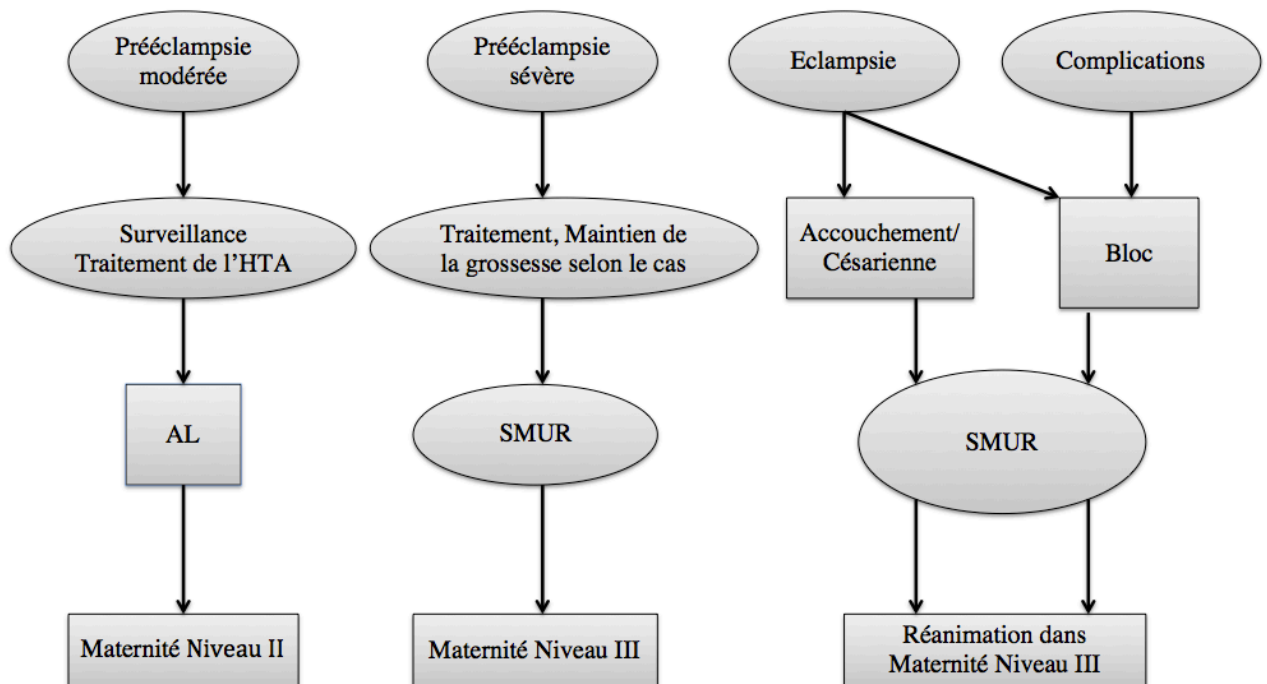 Prééclampsie
modérée
Prééclampsie
sévère
Eclampsie
Complications
Surveillance
Traitement de l’HTA
Traitement, Maintien de
la grossesse selon le cas
Accouchement/
Césarienne
Bloc
AL
SMUR
SMUR
Maternité Niveau II
Maternité Niveau III
Réanimation dans
Maternité Niveau III